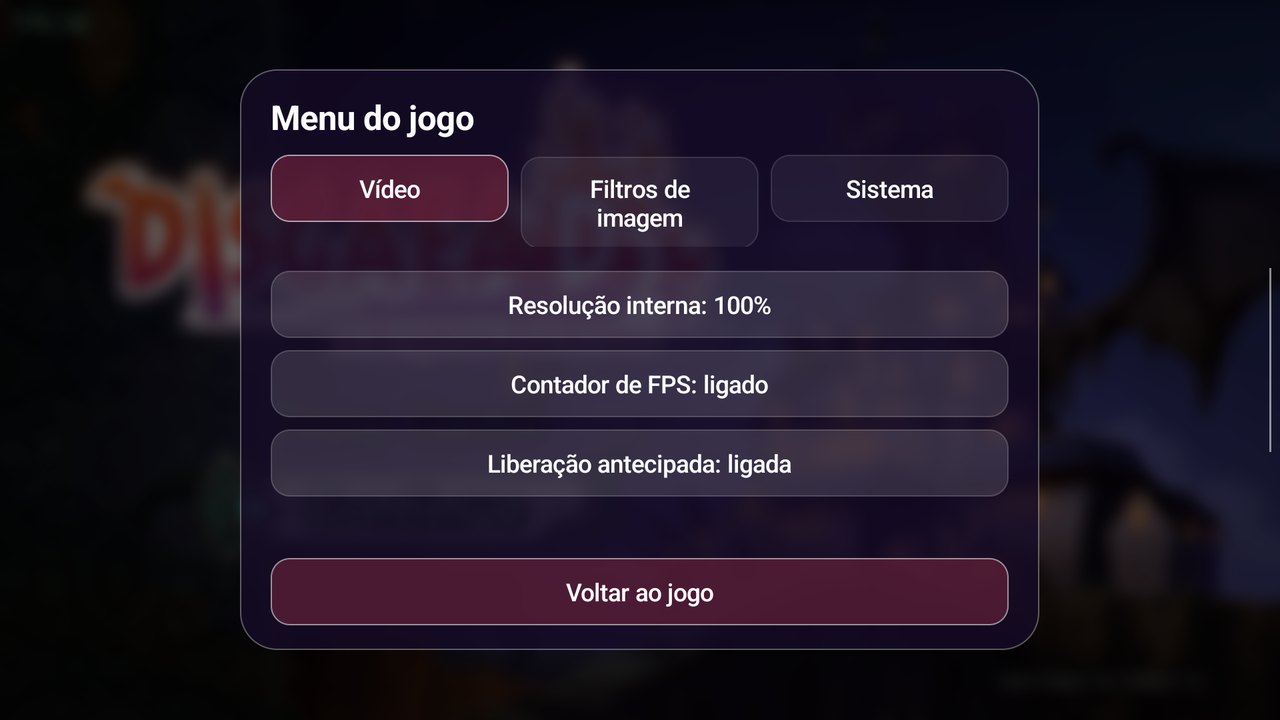 Menu do jogo
Vídeo
Filtros de
imagem
Sistema
Resolução interna: 100%
Contador de FPS: ligado
Liberação antecipada: ligada
Voltar ao jogo